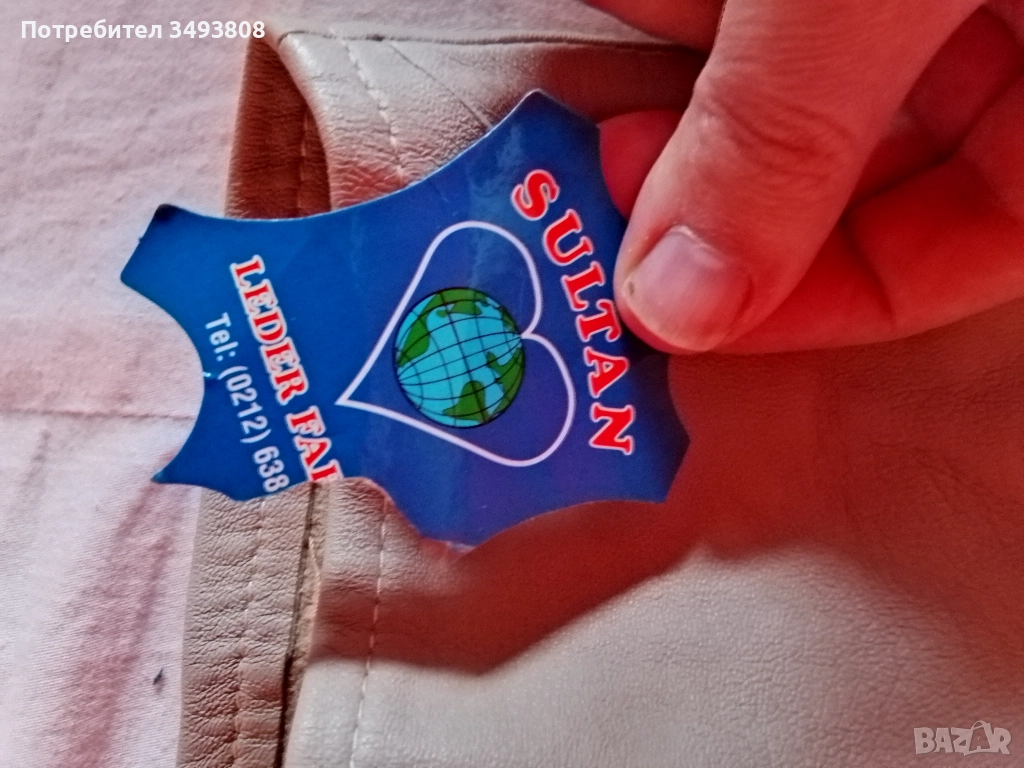 Потребител 3493808
SULTAN
LEDER FA
Tel: (0212) 638
BAZAR